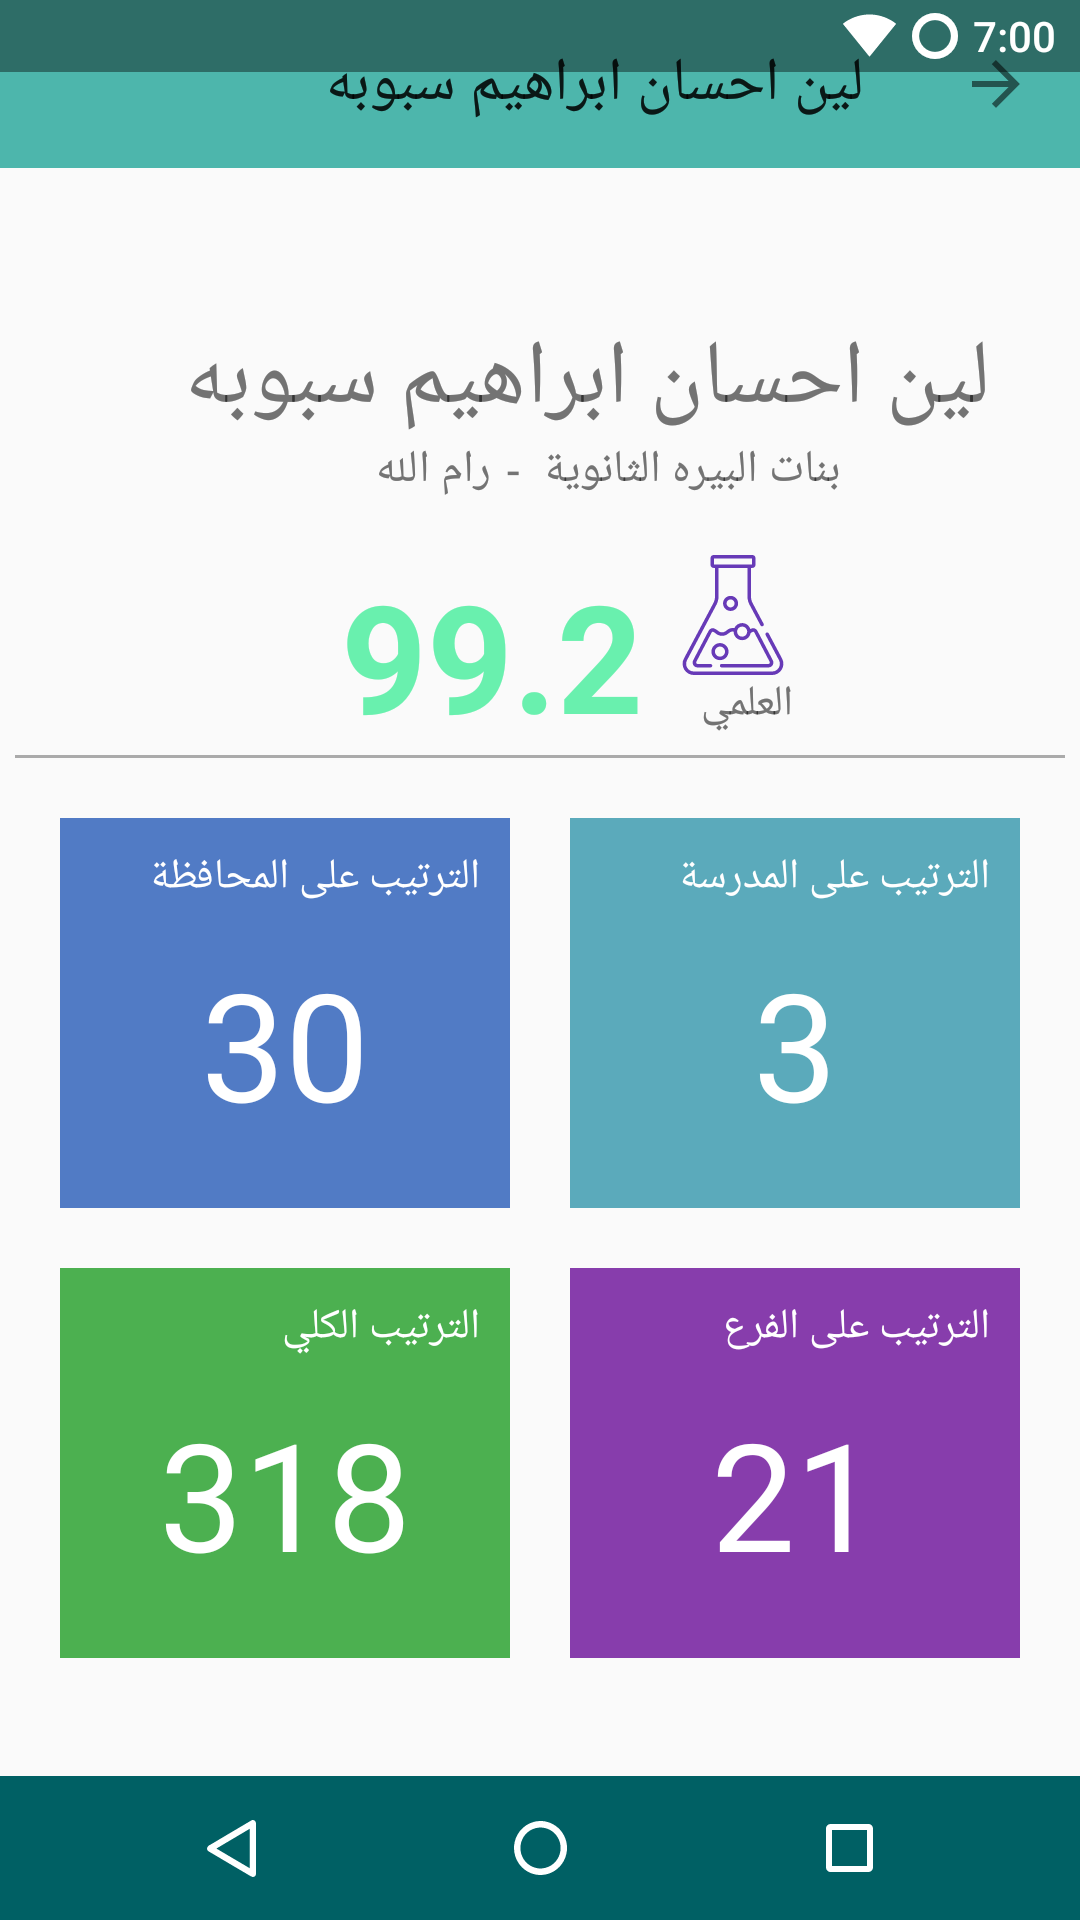 7:00
لين احسان ابراهيم سبوبه
لين احسان ابراهيم سبوبه
بنات البيره الثانوية - رام الله
99.2
العلمي
الترتيب على المدرسة
3
الترتيب على المحافظة
30
الترتيب على الفرع
21
الترتيب الكلي
318